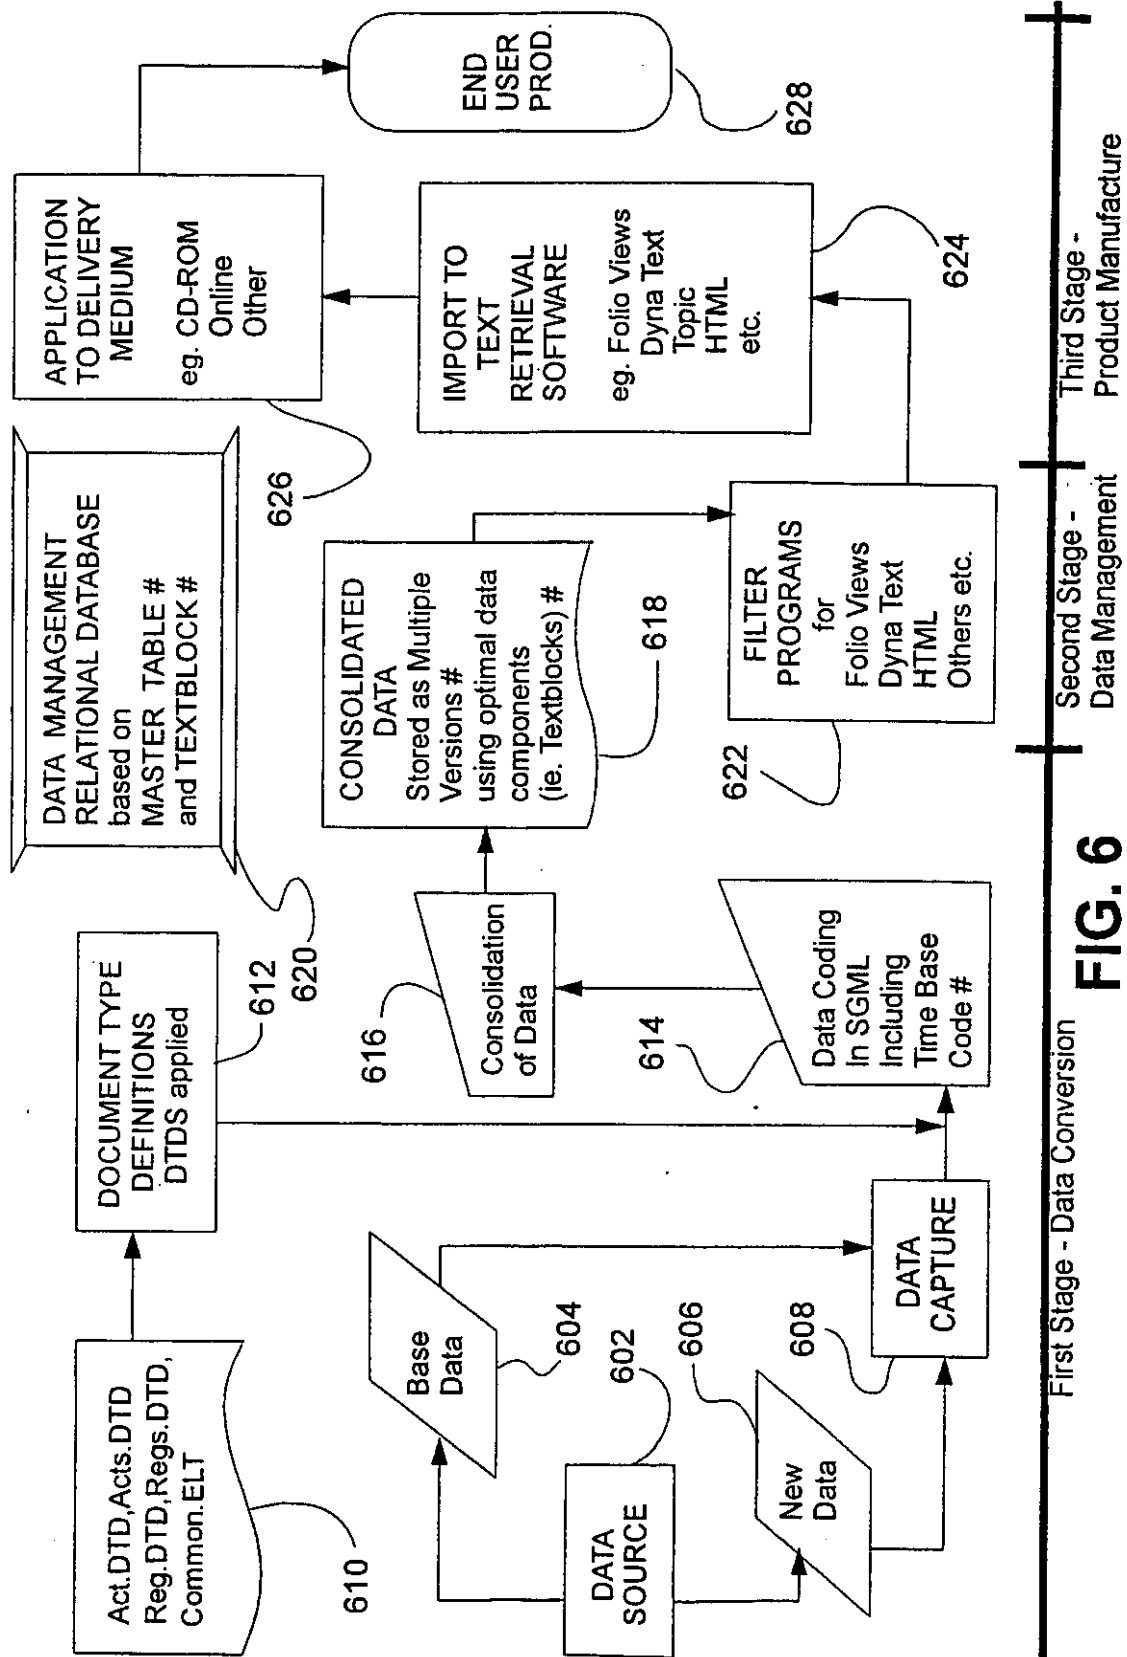 Act.DTD,Acts.DTD
Reg.DTD,Regs.DTD,
Common.ELT
610
DOCUMENT TYPE
DEFINITIONS
DTDS applied
612
DATA MANAGEMENT
RELATIONAL DATABASE
based on
MASTER TABLE #
and TEXTBLOCK #
620
APPLICATION
TO DELIVERY
MEDIUM
eg. CD-ROM
Online
Other
626
END
USER
PROD.
628
Base
Data
604
DATA
SOURCE
602
New
Data
606
DATA
CAPTURE
608
Data Coding
In SGML
Including
Time Base
Code #
614
Consolidation
of Data
616
CONSOLIDATED
DATA
Stored as Multiple
Versions #
using optimal data
components
(ie. Textblocks) #
618
FILTER
PROGRAMS
for
Folio Views
Dyna Text
HTML
Others etc.
622
IMPORT TO
TEXT
RETRIEVAL
SOFTWARE
eg. Folio Views
Dyna Text
Topic
HTML
etc.
624
First Stage - Data Conversion
Second Stage -
Data Management
Third Stage -
Product Manufacture
FIG. 6